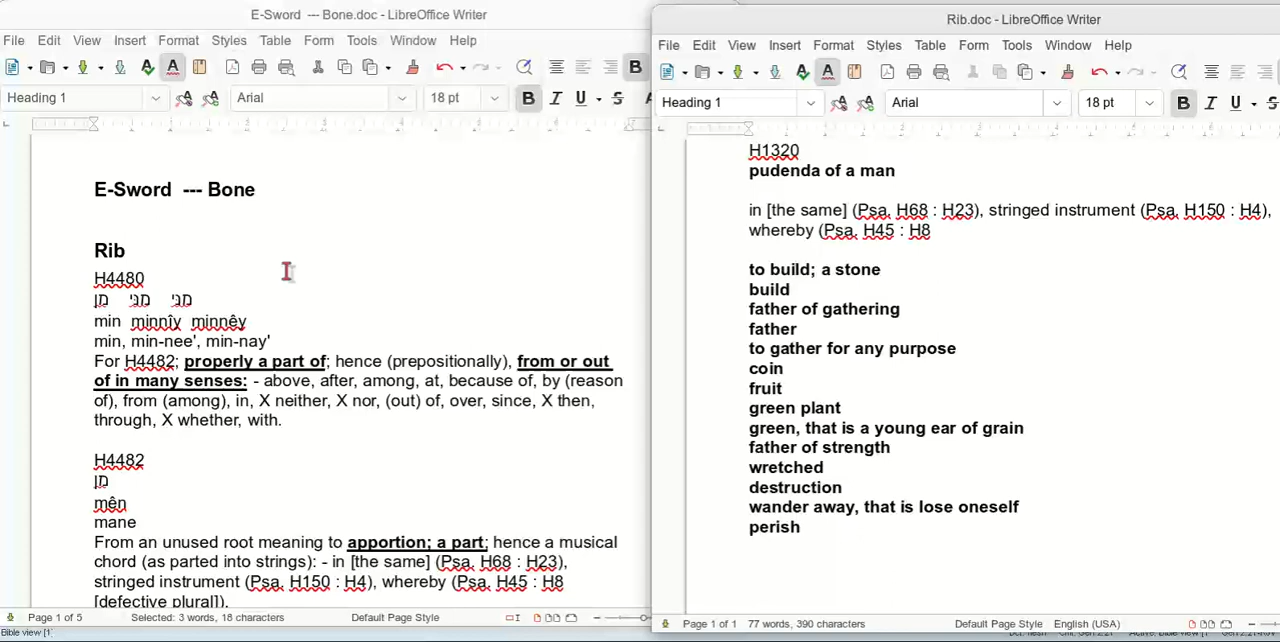 E-Sword --- Bone.doc - LibreOffice Writer
File Edit View Insert Format Styles Table Form Tools Window Help
Heading 1 Arial 18 pt
E-Sword --- Bone
Rib
H4480
מִן מִנִּי מִנֵּי
min minnîy minnêy
min, min-nee', min-nay'
For H4482; properly a part of; hence (prepositionally), from or out
of in many senses: - above, after, among, at, because of, by (reason
of), from (among), in, X neither, X nor, (out) of, over, since, X then,
through, X whether, with.
H4482
מֵן
mên
mane
From an unused root meaning to apportion; a part; hence a musical
chord (as parted into strings): - in [the same] (Psa. H68 : H23),
stringed instrument (Psa. H150 : H4), whereby (Psa. H45 : H8
[defective plural]).
Page 1 of 5 Selected: 3 words, 18 characters Default Page Style
Bible view [1]
Rib.doc - LibreOffice Writer
File Edit View Insert Format Styles Table Form Tools Window Help
Heading 1 Arial 18 pt
H1320
pudenda of a man
in [the same] (Psa. H68 : H23), stringed instrument (Psa. H150 : H4),
whereby (Psa. H45 : H8
to build; a stone
build
father of gathering
father
to gather for any purpose
coin
fruit
green plant
green, that is a young ear of grain
father of strength
wretched
destruction
wander away, that is lose oneself
perish
Page 1 of 1 77 words, 390 characters Default Page Style English (USA)